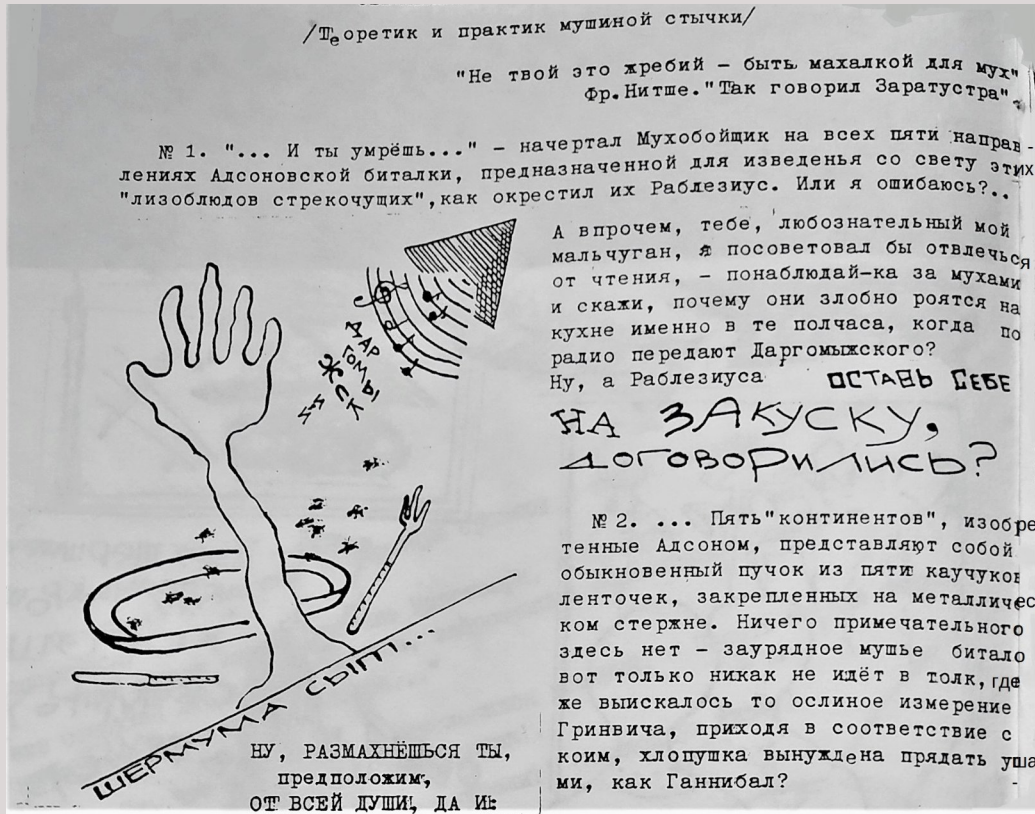 /Теоретик и практик мушиной стычки/
"Не твой это жребий - быть махалкой для мух"
Фр.Нитше."Так говорил Заратустра".
№ 1. "... И ты умрёшь..." - начертал Мухобойщик на всех пяти направ-
лениях Адсоновской биталки, предназначенной для изведенья со свету этих
"лизоблюдов стрекочущих",как окрестил их Раблезиус. Или я ошибаюсь?..
А впрочем, тебе, любознательный мой
мальчуган, я посоветовал бы отвлечься
от чтения, - понаблюдай-ка за мухами
и скажи, почему они злобно роятся на
кухне именно в те полчаса, когда по
радио передают Даргомыжского?
Ну, а Раблезиуса ОСТАВЬ СЕБЕ
НА ЗАКУСКУ,
ДОГОВОРИЛИСЬ?
ДАР
ГОМЫ
ЖС
КИЙ
№ 2. ... Пять"континентов", изобре
тенные Адсоном, представляют собой
обыкновенный пучок из пяти каучуков
ленточек, закрепленных на металличес
ком стержне. Ничего примечательного
здесь нет - заурядное мушье битало
вот только никак не идёт в толк, где
же выискалось то ослиное измерение
Гринвича, приходя в соответствие с
коим, хлопушка вынуждена прядать уша
ми, как Ганнибал?
ШЕРМУМА СЫТ...
НУ, РАЗМАХНЁШЬСЯ ТЫ,
предположим,
ОТ ВСЕЙ ДУШИ, ДА И